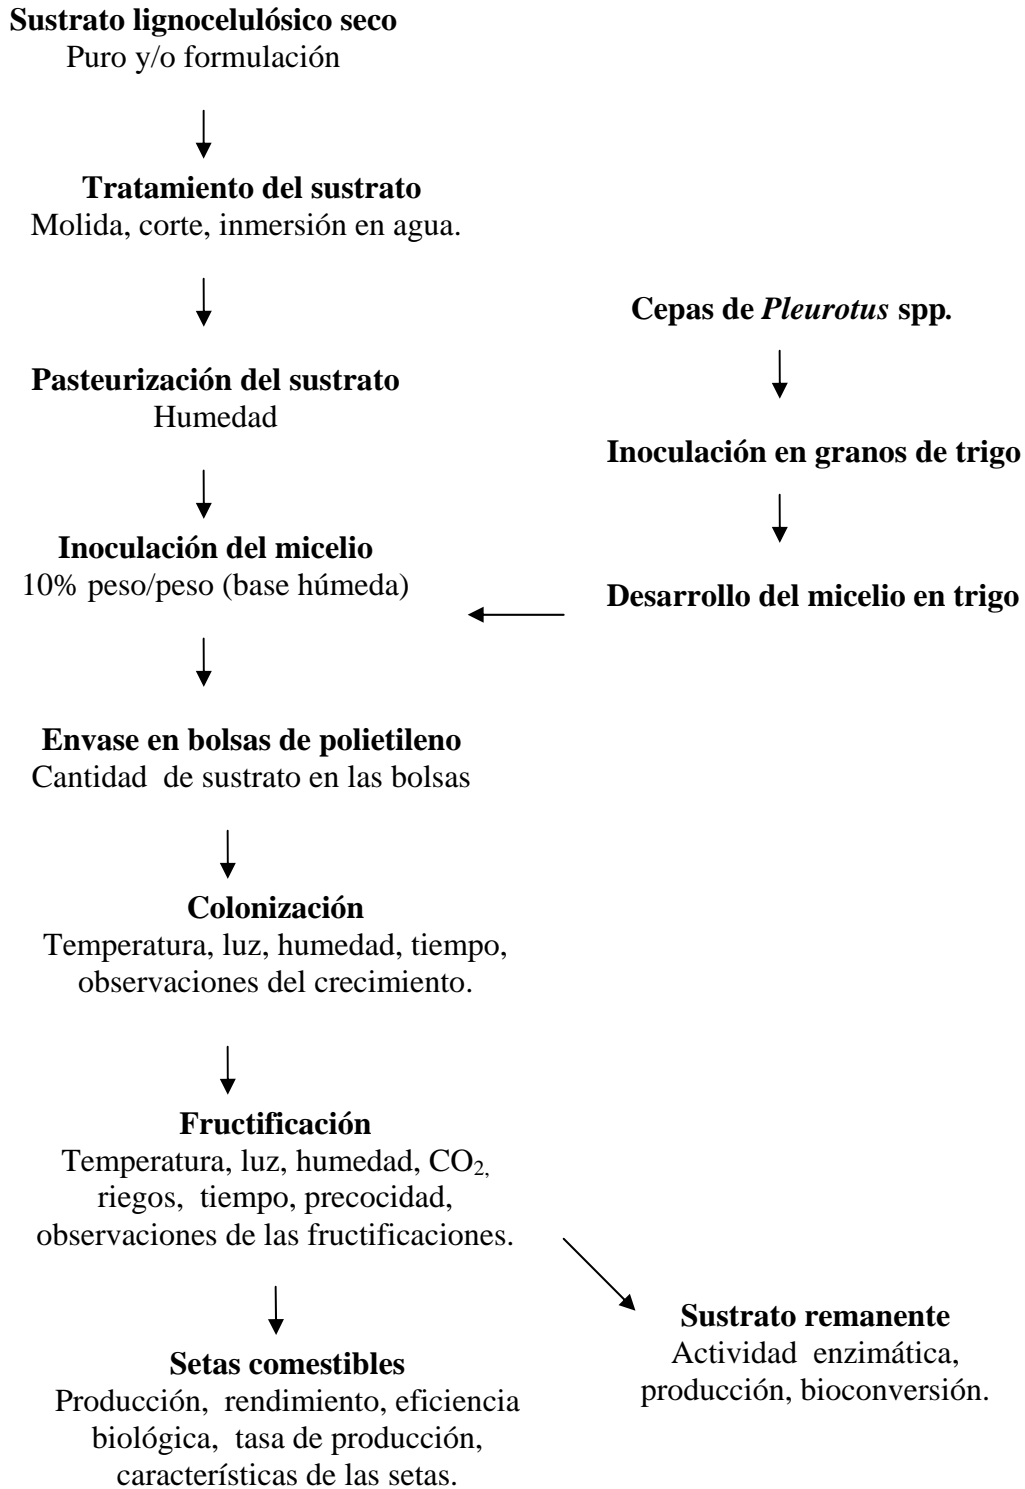 Sustrato lignocelulósico seco
Puro y/o formulación
Tratamiento del sustrato
Molida, corte, inmersión en agua.
Pasteurización del sustrato
Humedad
Inoculación del micelio
10% peso/peso (base húmeda)
Cepas de Pleurotus spp.
Inoculación en granos de trigo
Desarrollo del micelio en trigo
Envase en bolsas de polietileno
Cantidad de sustrato en las bolsas
Colonización
Temperatura, luz, humedad, tiempo,
observaciones del crecimiento.
Fructificación
Temperatura, luz, humedad, CO₂,
riegos, tiempo, precocidad,
observaciones de las fructificaciones.
Setas comestibles
Producción, rendimiento, eficiencia
biológica, tasa de producción,
características de las setas.
Sustrato remanente
Actividad enzimática,
producción, bioconversión.